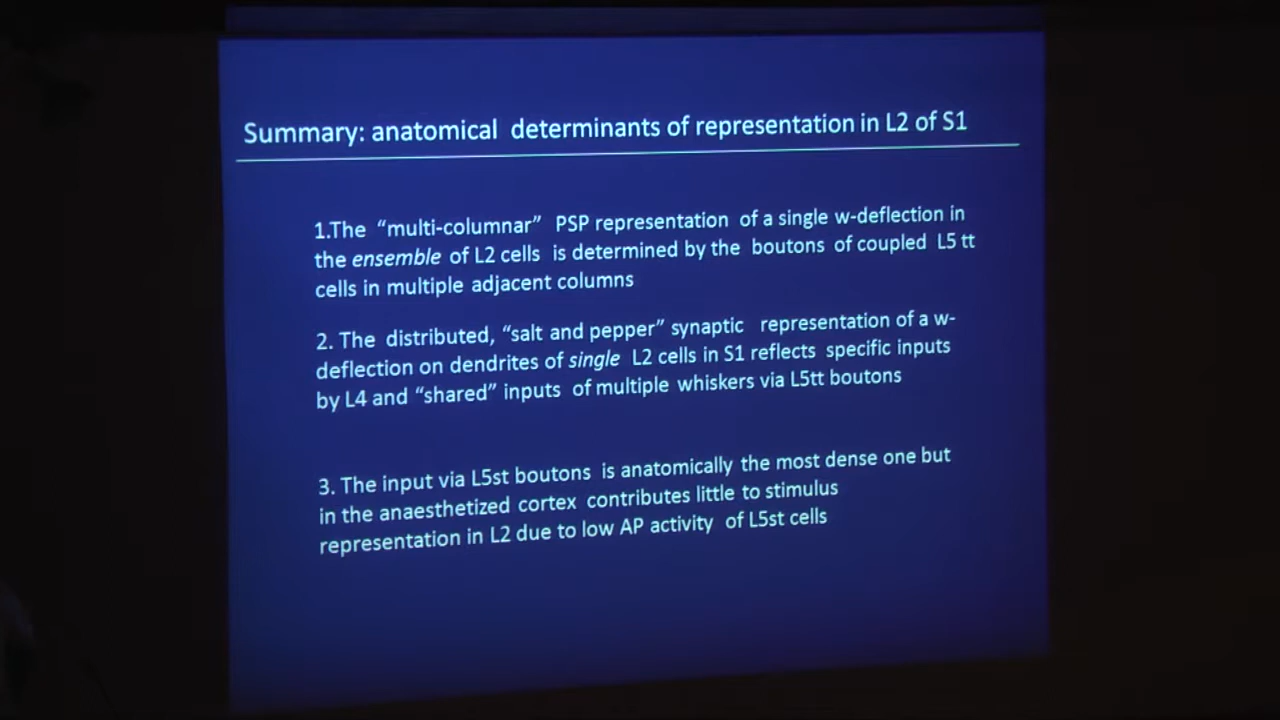 Summary: anatomical determinants of representation in L2 of S1
1.The “multi-columnar” PSP representation of a single w-deflection in
the ensemble of L2 cells is determined by the boutons of coupled L5 tt
cells in multiple adjacent columns
2. The distributed, “salt and pepper” synaptic representation of a w-
deflection on dendrites of single L2 cells in S1 reflects specific inputs
by L4 and “shared” inputs of multiple whiskers via L5tt boutons
3. The input via L5st boutons is anatomically the most dense one but
in the anaesthetized cortex contributes little to stimulus
representation in L2 due to low AP activity of L5st cells